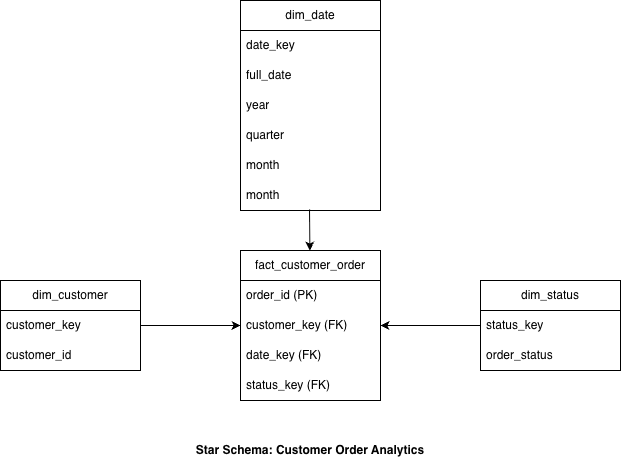 dim_date
date_key
full_date
year
quarter
month
month
fact_customer_order
order_id (PK)
customer_key (FK)
date_key (FK)
status_key (FK)
dim_customer
customer_key
customer_id
dim_status
status_key
order_status
Star Schema: Customer Order Analytics